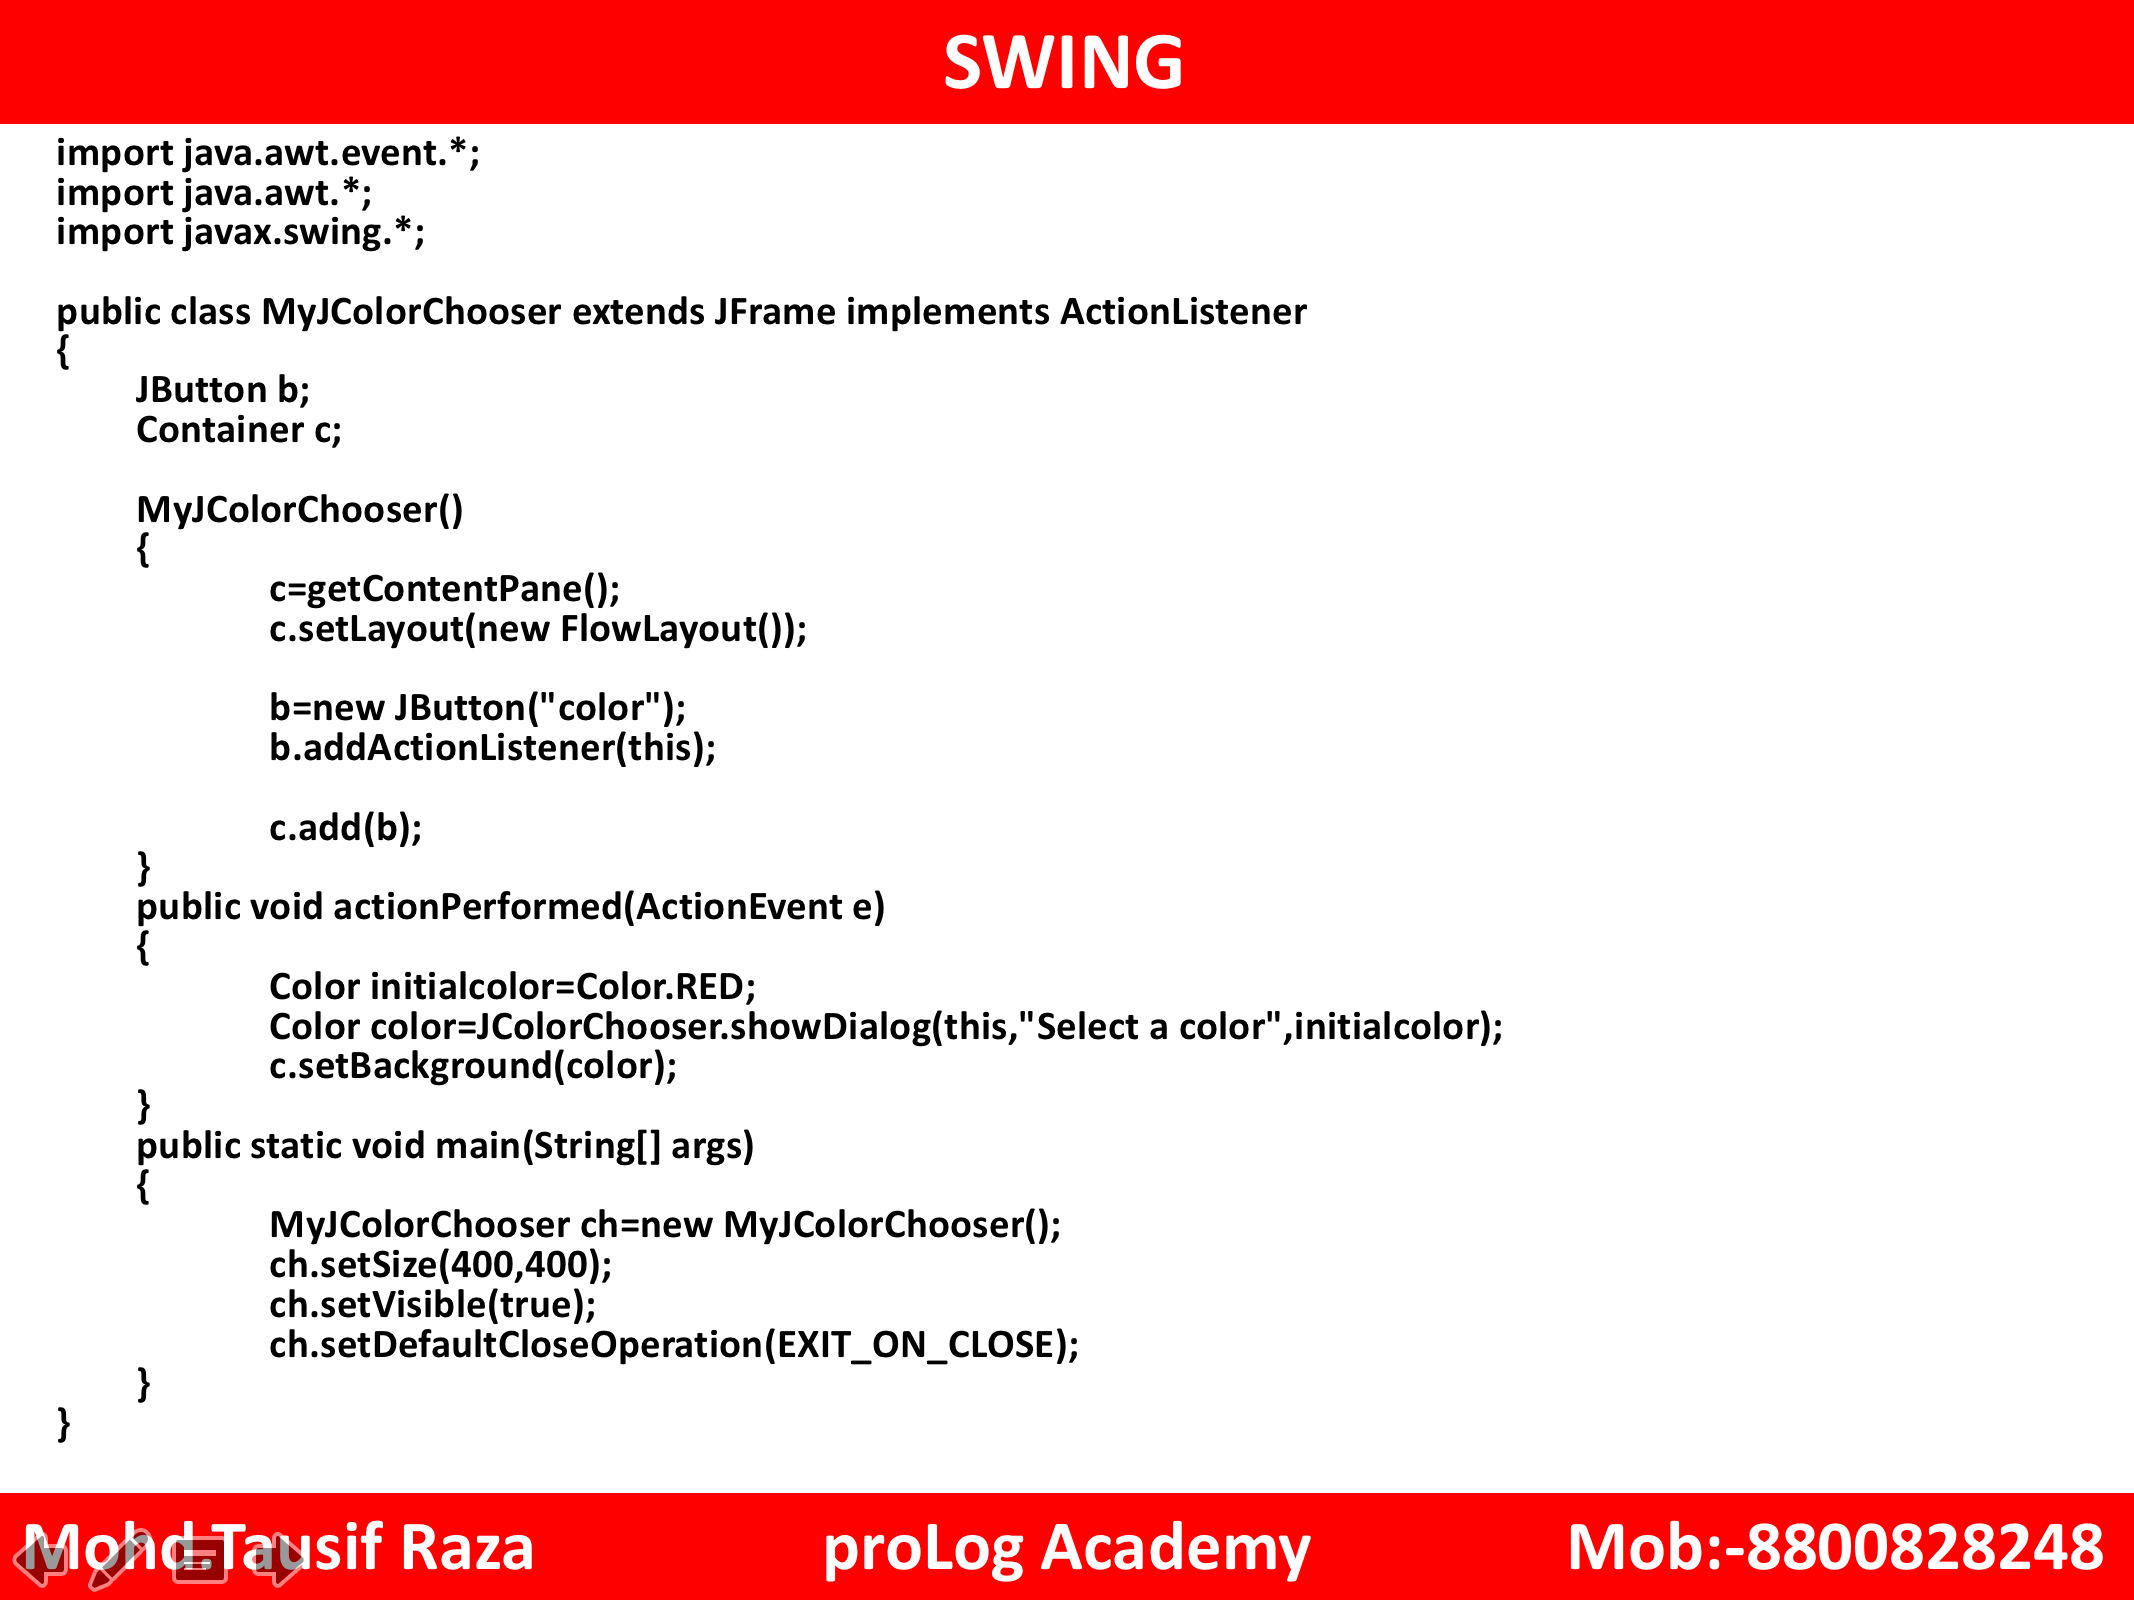 SWING
import java.awt.event.*;
import java.awt.*;
import javax.swing.*;
public class MyJColorChooser extends JFrame implements ActionListener
{
JButton b;
Container c;
MyJColorChooser()
{
c=getContentPane();
c.setLayout(new FlowLayout());
b=new JButton("color");
b.addActionListener(this);
c.add(b);
}
public void actionPerformed(ActionEvent e)
{
Color initialcolor=Color.RED;
Color color=JColorChooser.showDialog(this,"Select a color",initialcolor);
c.setBackground(color);
}
public static void main(String[] args)
{
MyJColorChooser ch=new MyJColorChooser();
ch.setSize(400,400);
ch.setVisible(true);
ch.setDefaultCloseOperation(EXIT_ON_CLOSE);
}
}
Mohd.Tausif Raza proLog Academy Mob:-8800828248